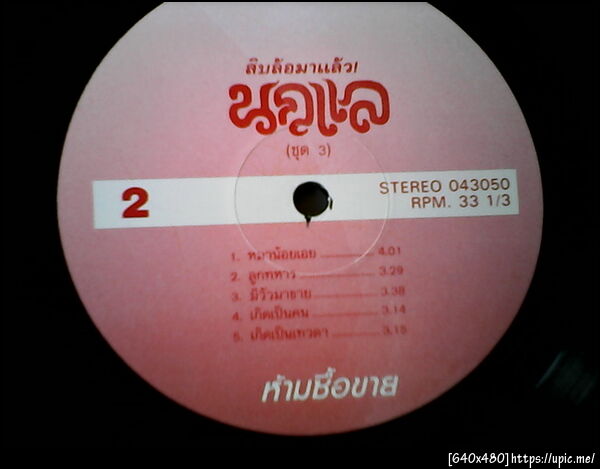 สิบล้อมาแล้ว!
นกแล
(ชุด 3)
2
STEREO 043050
RPM. 33 1/3
1. หมาน้อยเอย 4.01
2. ลูกทหาร 3.29
3. มีวัวมาขาย 3.38
4. เกิดเป็นคน 3.14
5. เกิดเป็นเทวดา 3.15
ห้ามซื้อขาย
[640x480]https://upic.me/